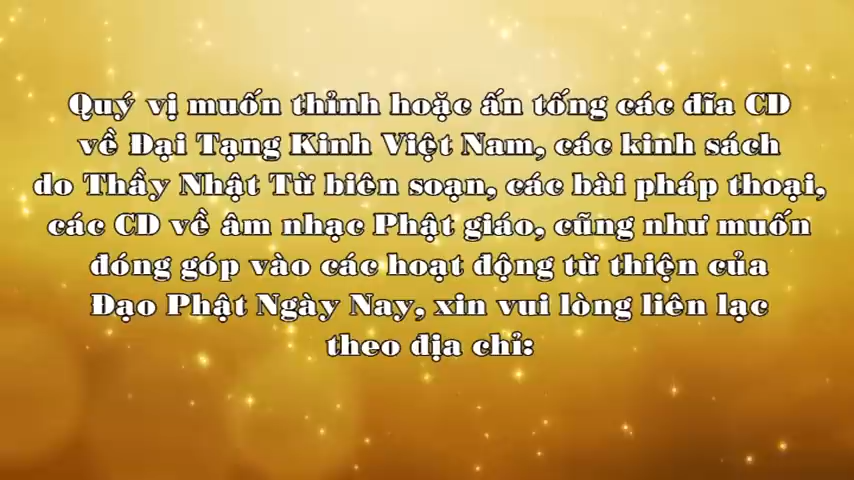 Quý vị muốn thỉnh hoặc ấn tống các đĩa CD
về Đại Tạng Kinh Việt Nam, các kinh sách
do Thầy Nhật Từ biên soạn, các bài pháp thoại,
các CD về âm nhạc Phật giáo, cũng như muốn
đóng góp vào các hoạt động từ thiện của
Đạo Phật Ngày Nay, xin vui lòng liên lạc
theo địa chỉ: